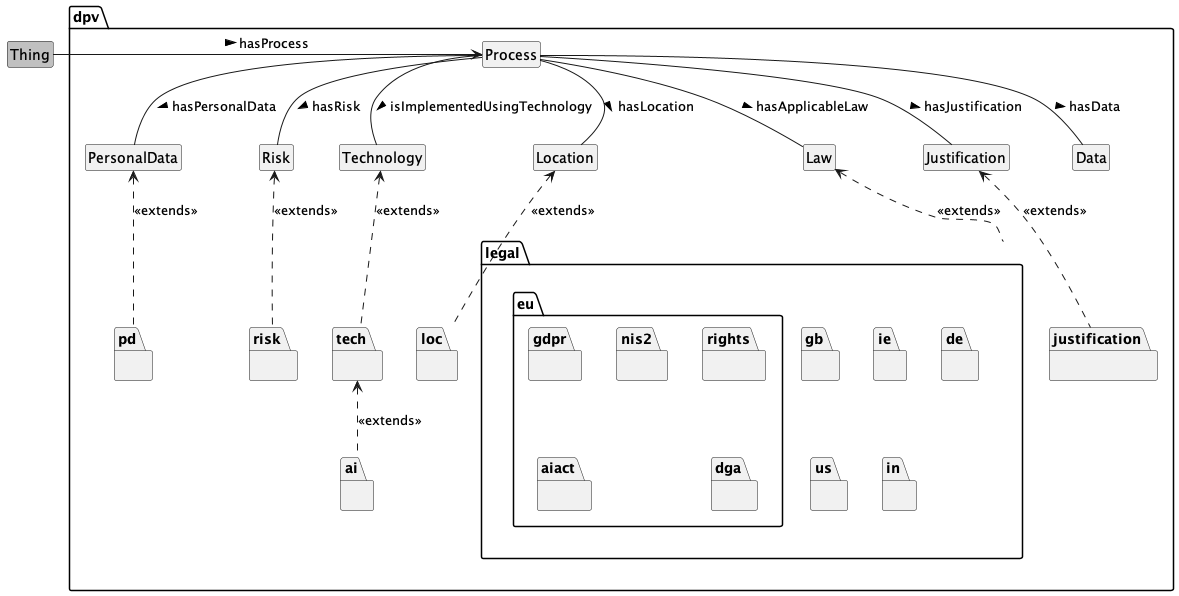 dpv
hasProcess
Thing
Process
hasPersonalData
hasRisk
isImplementedUsingTechnology
hasLocation
hasApplicableLaw
hasJustification
hasData
PersonalData
Risk
Technology
Location
Law
Justification
Data
«extends»
«extends»
«extends»
«extends»
«extends»
«extends»
legal
eu
pd
risk
tech
loc
gdpr
nis2
rights
gb
ie
de
justification
«extends»
ai
aiact
dga
us
in